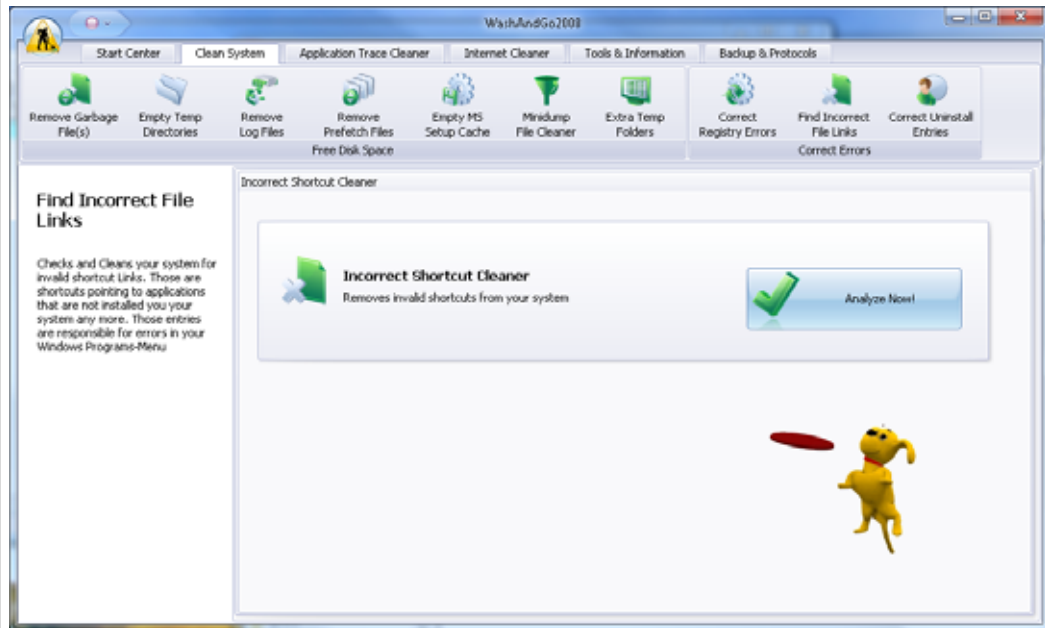 WashAndGo2008
Start Center Clean System Application Trace Cleaner Internet Cleaner Tools & Information Backup & Protocols
Remove Garbage File(s)
Empty Temp Directories
Remove Log Files
Remove Prefetch Files
Empty MS Setup Cache
Minidump File Cleaner
Extra Temp Folders
Correct Registry Errors
Find Incorrect File Links
Correct Uninstall Entries
Free Disk Space
Correct Errors
Find Incorrect File
Links
Checks and Cleans your system for
invalid shortcut Links. Those are
shortcuts pointing to applications
that are not installed you your
system any more. Those entries
are responsible for errors in your
Windows Programs-Menu
Incorrect Shortcut Cleaner
Incorrect Shortcut Cleaner
Removes invalid shortcuts from your system
Analyze Now!